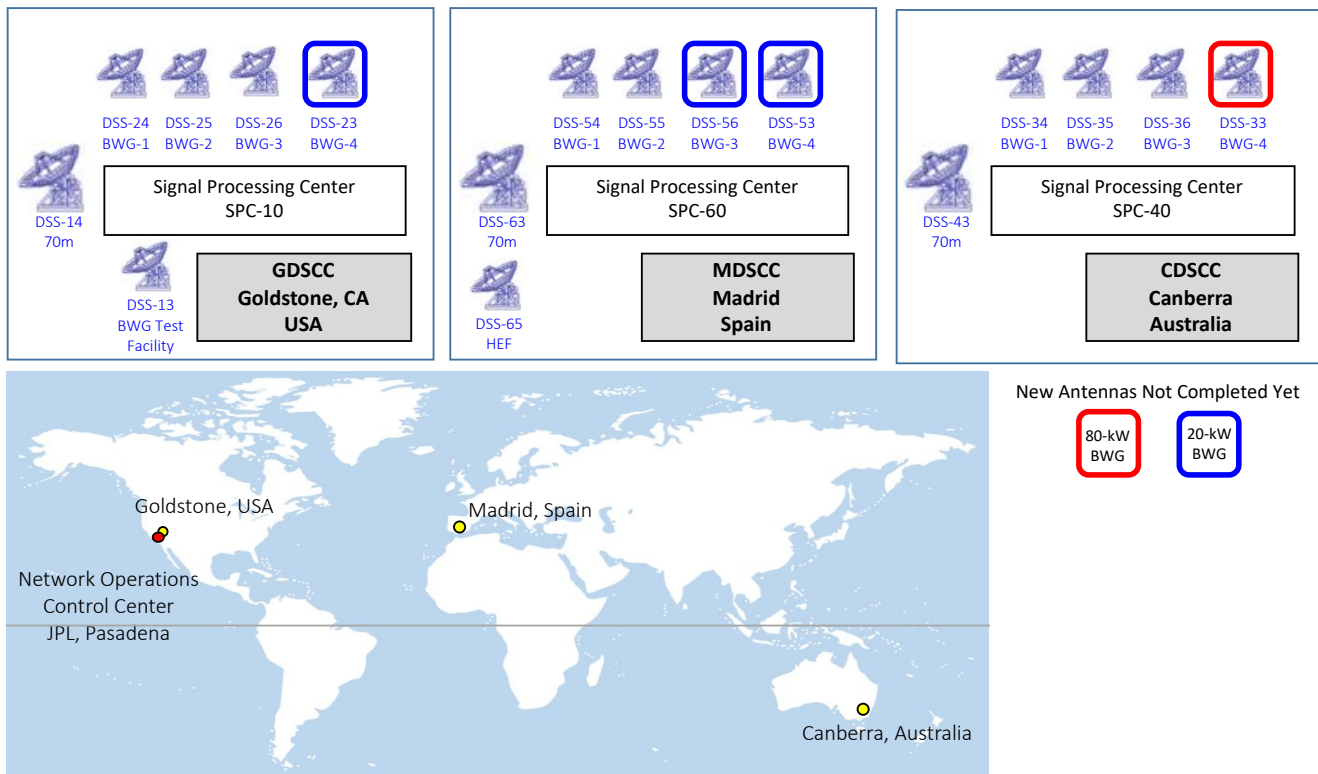 DSS-24
BWG-1
DSS-25
BWG-2
DSS-26
BWG-3
DSS-23
BWG-4
DSS-14
70m
Signal Processing Center
SPC-10
DSS-13
BWG Test
Facility
GDSCC
Goldstone, CA
USA
DSS-54
BWG-1
DSS-55
BWG-2
DSS-56
BWG-3
DSS-53
BWG-4
DSS-63
70m
Signal Processing Center
SPC-60
DSS-65
HEF
MDSCC
Madrid
Spain
DSS-34
BWG-1
DSS-35
BWG-2
DSS-36
BWG-3
DSS-33
BWG-4
DSS-43
70m
Signal Processing Center
SPC-40
CDSCC
Canberra
Australia
New Antennas Not Completed Yet
80-kW
BWG
20-kW
BWG
Goldstone, USA
Madrid, Spain
Network Operations
Control Center
JPL, Pasadena
Canberra, Australia